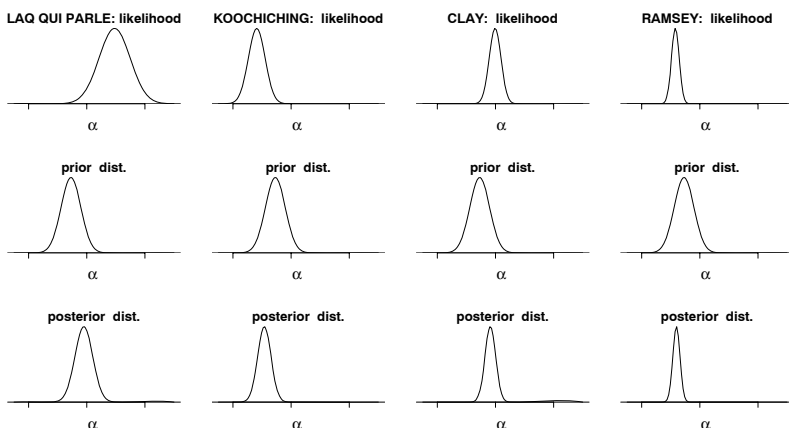 LAQ QUI PARLE: likelihood KOOCHICHING: likelihood CLAY: likelihood RAMSEY: likelihood
α α α α
prior dist. prior dist. prior dist. prior dist.
α α α α
posterior dist. posterior dist. posterior dist. posterior dist.
α α α α